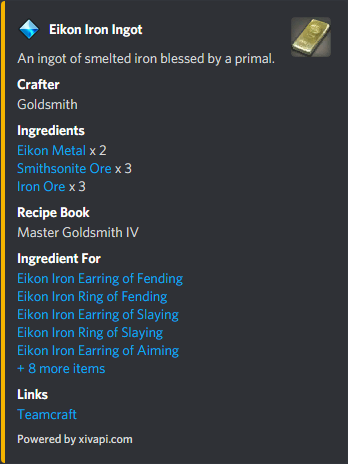 Eikon Iron Ingot
An ingot of smelted iron blessed by a primal.
Crafter
Goldsmith
Ingredients
Eikon Metal x 2
Smithsonite Ore x 3
Iron Ore x 3
Recipe Book
Master Goldsmith IV
Ingredient For
Eikon Iron Earring of Fending
Eikon Iron Ring of Fending
Eikon Iron Earring of Slaying
Eikon Iron Ring of Slaying
Eikon Iron Earring of Aiming
+ 8 more items
Links
Teamcraft
Powered by xivapi.com